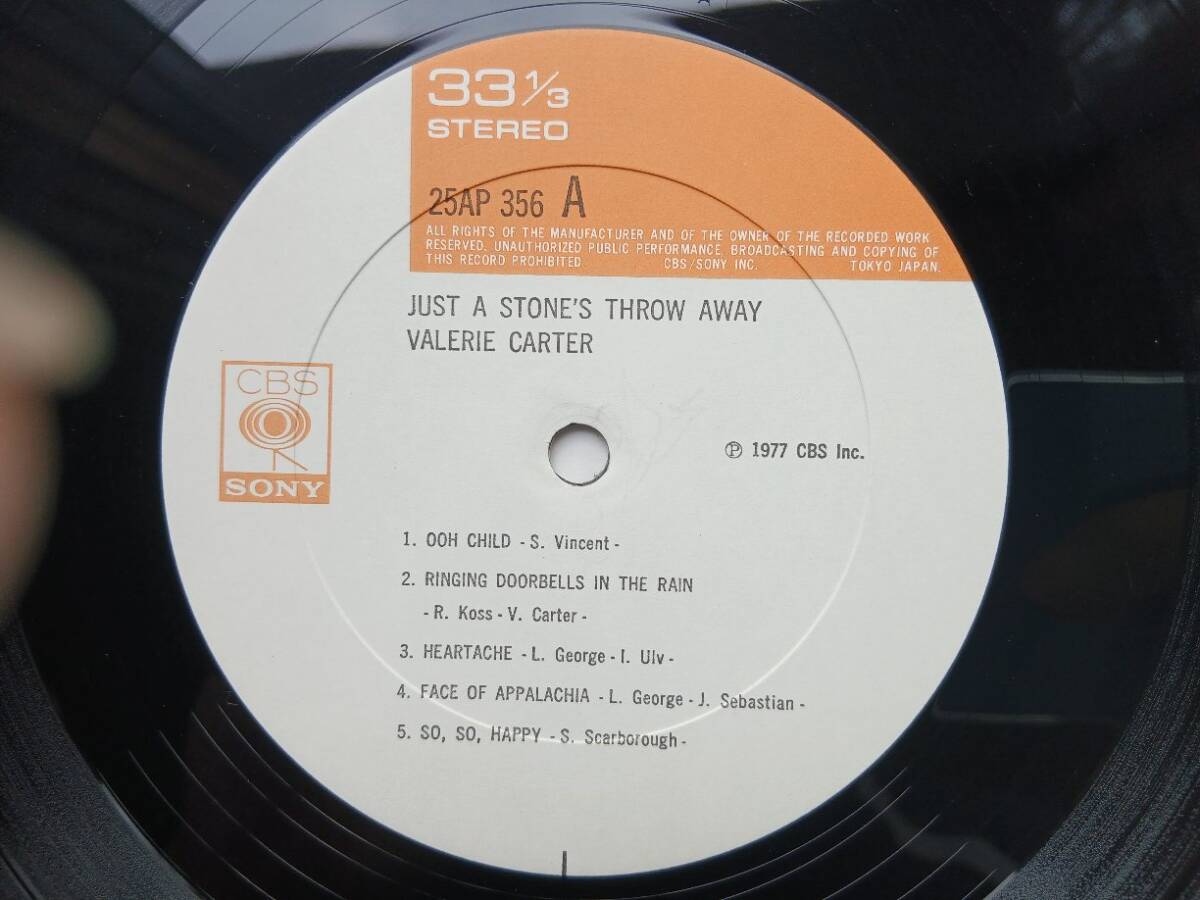 33 1/3
STEREO
25AP 356 A
ALL RIGHTS OF THE MANUFACTURER AND OF THE OWNER OF THE RECORDED WORK
RESERVED. UNAUTHORIZED PUBLIC PERFORMANCE. BROADCASTING AND COPYING OF
THIS RECORD PROHIBITED CBS/SONY INC. TOKYO JAPAN.
JUST A STONE'S THROW AWAY
VALERIE CARTER
CBS
SONY
Ⓟ 1977 CBS Inc.
1. OOH CHILD - S. Vincent -
2. RINGING DOORBELLS IN THE RAIN
- R. Koss - V. Carter -
3. HEARTACHE - L. George - I. Ulv -
4. FACE OF APPALACHIA - L. George - J. Sebastian -
5. SO, SO, HAPPY - S. Scarborough -